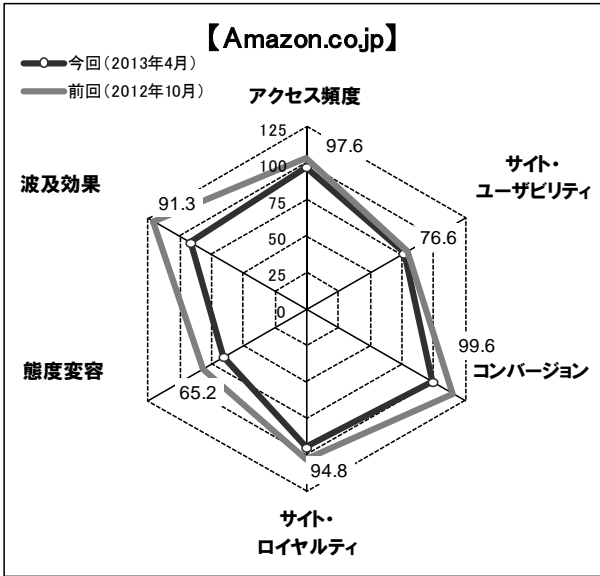 【Amazon.co.jp】
今回(2013年4月)
前回(2012年10月)
アクセス頻度
125
97.6
サイト・
ユーザビリティ
波及効果
100
91.3
75
76.6
50
25
0
99.6
コンバージョン
態度変容
65.2
94.8
サイト・
ロイヤルティ